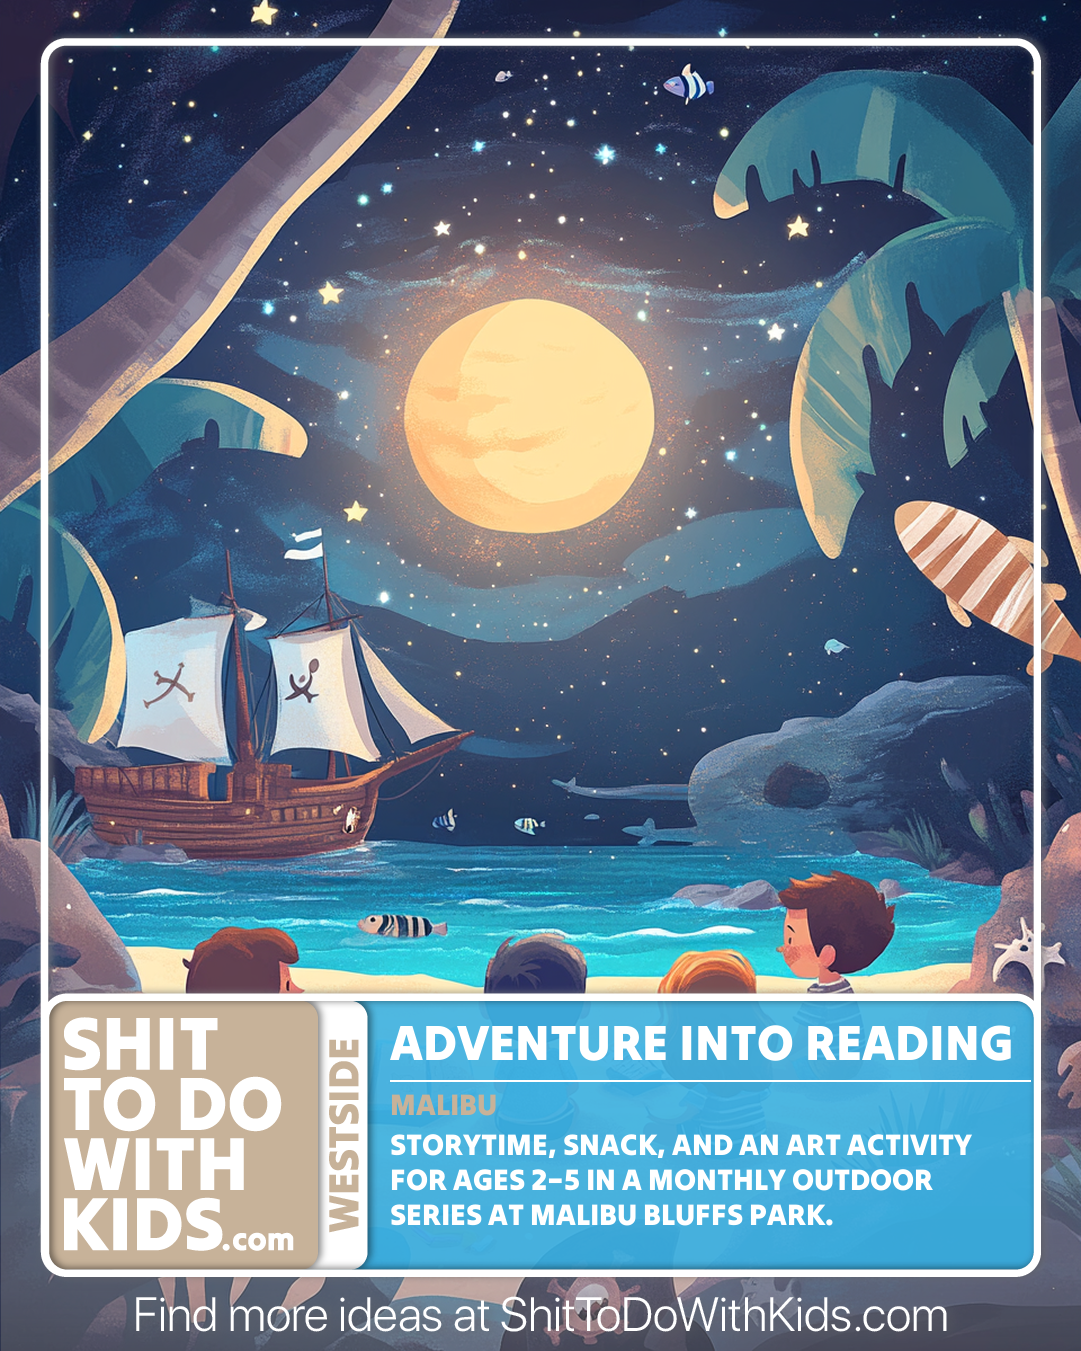 SHIT
TO DO
WITH
KIDS.com
WESTSIDE
ADVENTURE INTO READING
MALIBU
STORYTIME, SNACK, AND AN ART ACTIVITY
FOR AGES 2–5 IN A MONTHLY OUTDOOR
SERIES AT MALIBU BLUFFS PARK.
Find more ideas at ShitToDoWithKids.com